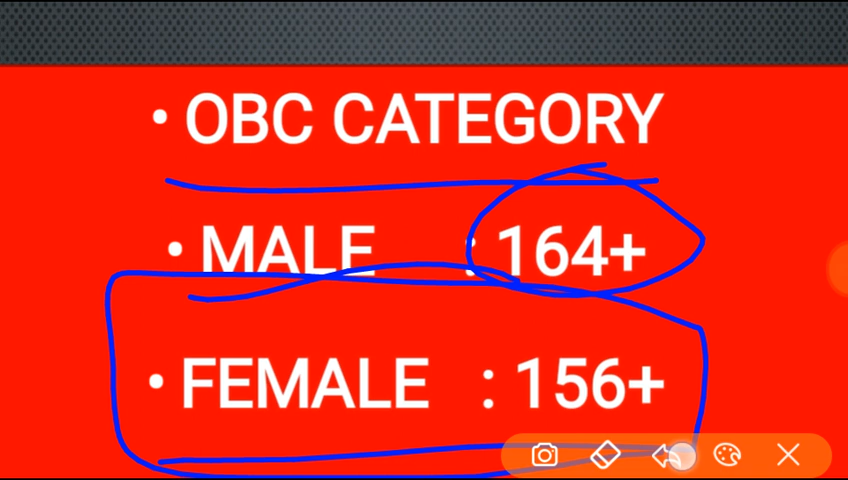 • OBC CATEGORY
• MALE : 164+
• FEMALE : 156+